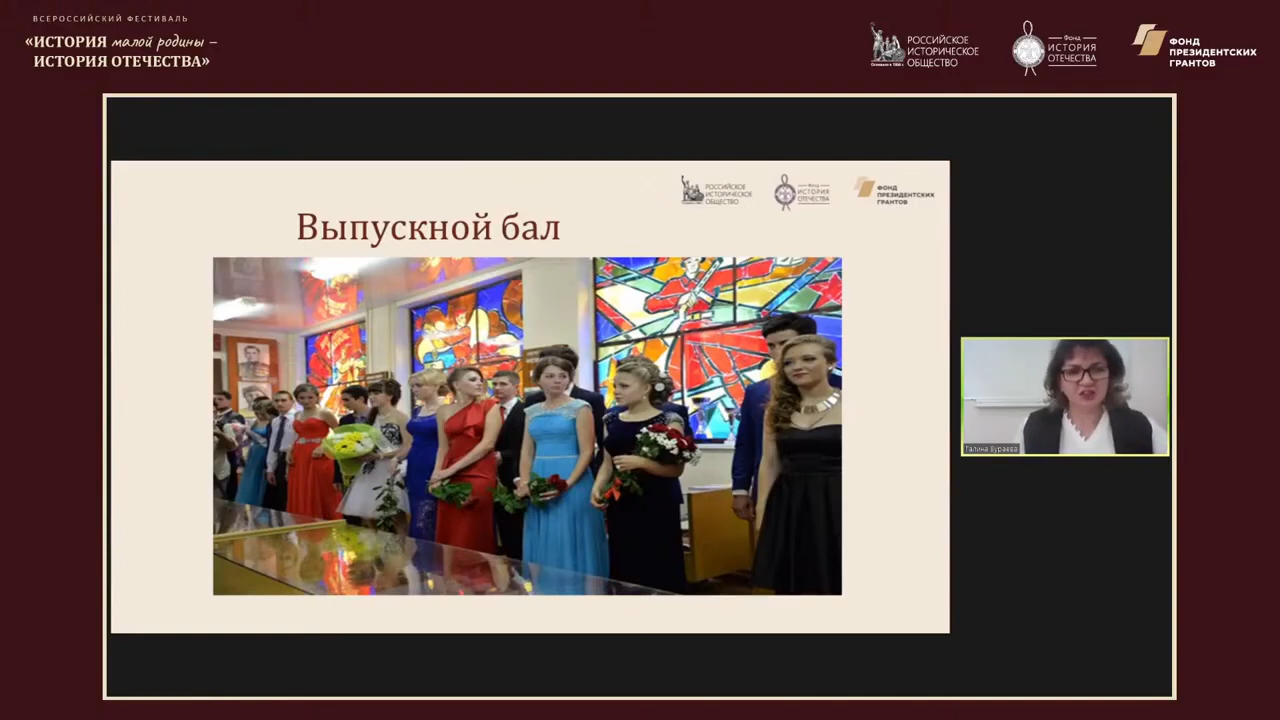 ВСЕРОССИЙСКИЙ ФЕСТИВАЛЬ
«ИСТОРИЯ малой родины –
ИСТОРИЯ ОТЕЧЕСТВА»
РОССИЙСКОЕ
ИСТОРИЧЕСКОЕ
ОБЩЕСТВО
Фонд
ИСТОРИЯ
ОТЕЧЕСТВА
ФОНД
ПРЕЗИДЕНТСКИХ
ГРАНТОВ
РОССИЙСКОЕ
ИСТОРИЧЕСКОЕ
ОБЩЕСТВО
Фонд
ИСТОРИЯ
ОТЕЧЕСТВА
ФОНД
ПРЕЗИДЕНТСКИХ
ГРАНТОВ
Выпускной бал
Галина Бураева